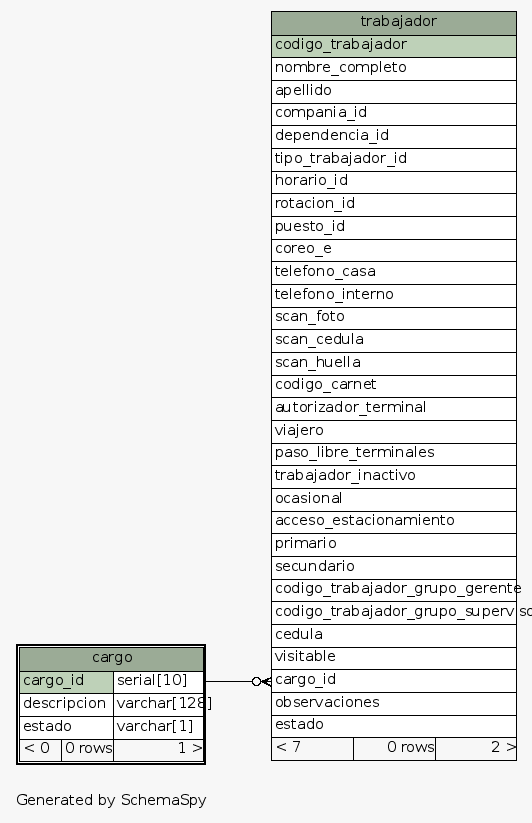 trabajador
codigo_trabajador
nombre_completo
apellido
compania_id
dependencia_id
tipo_trabajador_id
horario_id
rotacion_id
puesto_id
coreo_e
telefono_casa
telefono_interno
scan_foto
scan_cedula
scan_huella
codigo_carnet
autorizador_terminal
viajero
paso_libre_terminales
trabajador_inactivo
ocasional
acceso_estacionamiento
primario
secundario
codigo_trabajador_grupo_gerente
cedula
visitable
cargo_id
observaciones
estado
< 7 0 rows 2 >
cargo
cargo_id serial[10]
descripcion varchar[128]
estado varchar[1]
< 0 0 rows 1 >
Generated by SchemaSpy